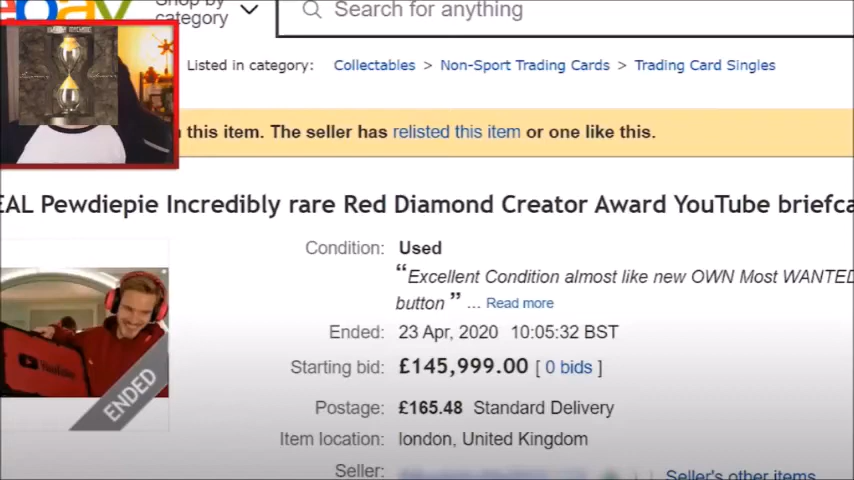 ebay
Shop by
category
Search for anything
Listed in category: Collectables > Non-Sport Trading Cards > Trading Card Singles
this item. The seller has relisted this item or one like this.
EAL Pewdiepie Incredibly rare Red Diamond Creator Award YouTube briefca
Condition: Used
“Excellent Condition almost like new OWN Most WANTED
button ” ... Read more
Ended: 23 Apr, 2020 10:05:32 BST
Starting bid: £145,999.00 [ 0 bids ]
Postage: £165.48 Standard Delivery
Item location: london, United Kingdom
Seller:
Seller's other items
YouTube
ENDED